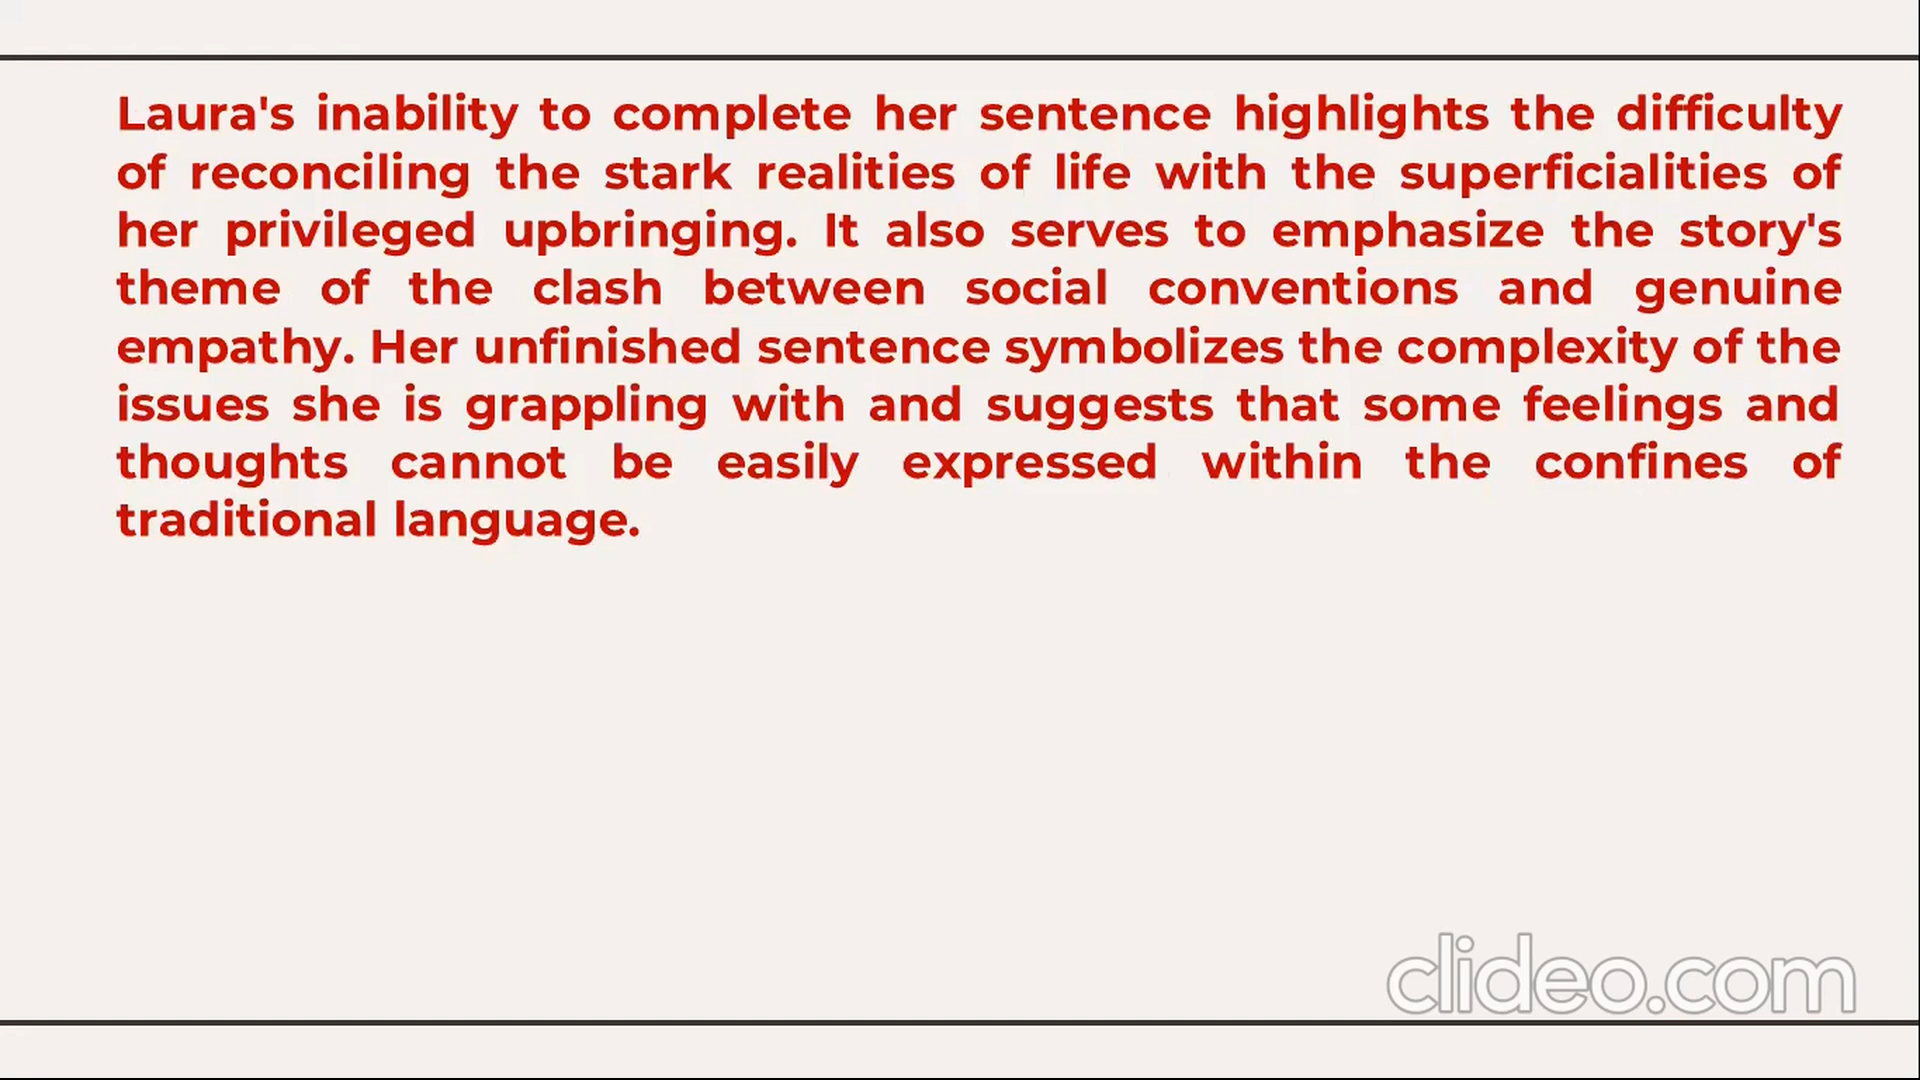 Laura's inability to complete her sentence highlights the difficulty
of reconciling the stark realities of life with the superficialities of
her privileged upbringing. It also serves to emphasize the story's
theme of the clash between social conventions and genuine
empathy. Her unfinished sentence symbolizes the complexity of the
issues she is grappling with and suggests that some feelings and
thoughts cannot be easily expressed within the confines of
traditional language.
clideo.com